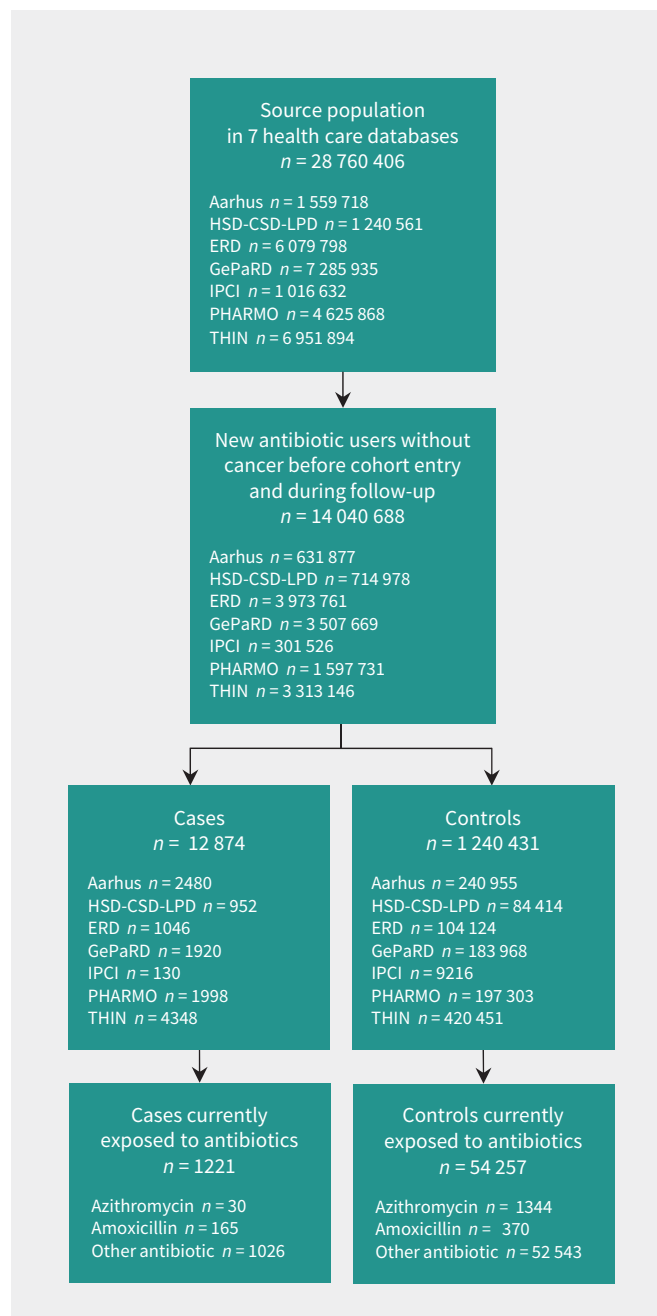 Source population
in 7 health care databases
n = 28 760 406
Aarhus n = 1 559 718
HSD-CSD-LPD n = 1 240 561
ERD n = 6 079 798
GePaRD n = 7 285 935
IPCI n = 1 016 632
PHARMO n = 4 625 868
THIN n = 6 951 894
New antibiotic users without
cancer before cohort entry
and during follow-up
n = 14 040 688
Aarhus n = 631 877
HSD-CSD-LPD n = 714 978
ERD n = 3 973 761
GePaRD n = 3 507 669
IPCI n = 301 526
PHARMO n = 1 597 731
THIN n = 3 313 146
Cases
n = 12 874
Aarhus n = 2480
HSD-CSD-LPD n = 952
ERD n = 1046
GePaRD n = 1920
IPCI n = 130
PHARMO n = 1998
THIN n = 4348
Controls
n = 1 240 431
Aarhus n = 240 955
HSD-CSD-LPD n = 84 414
ERD n = 104 124
GePaRD n = 183 968
IPCI n = 9216
PHARMO n = 197 303
THIN n = 420 451
Cases currently
exposed to antibiotics
n = 1221
Azithromycin n = 30
Amoxicillin n = 165
Other antibiotic n = 1026
Controls currently
exposed to antibiotics
n = 54 257
Azithromycin n = 1344
Amoxicillin n = 370
Other antibiotic n = 52 543